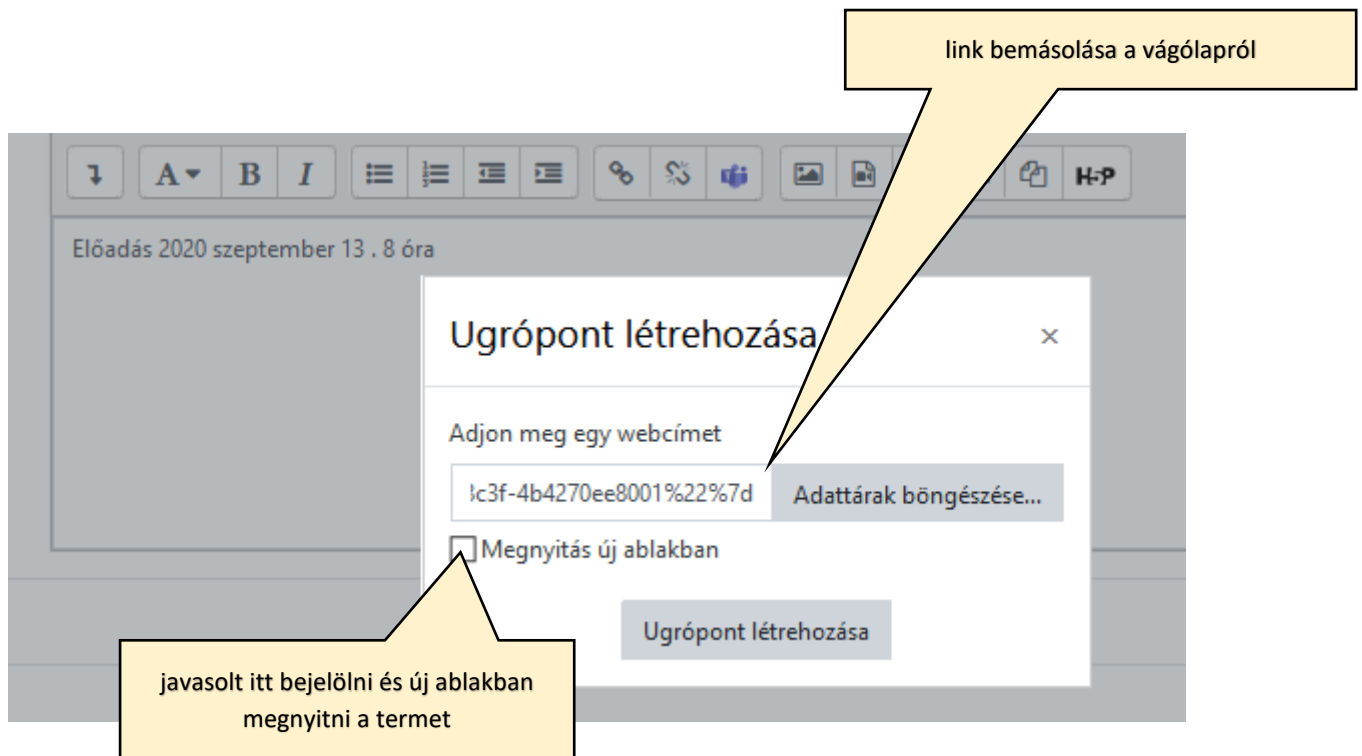 link bemásolása a vágólapról
A B I H-P
Előadás 2020 szeptember 13 . 8 óra
Ugrópont létrehozása ×
Adjon meg egy webcímet
3c3f-4b4270ee8001%22%7d Adattárak böngészése...
Megnyitás új ablakban
Ugrópont létrehozása
javasolt itt bejelölni és új ablakban
megnyitni a termet